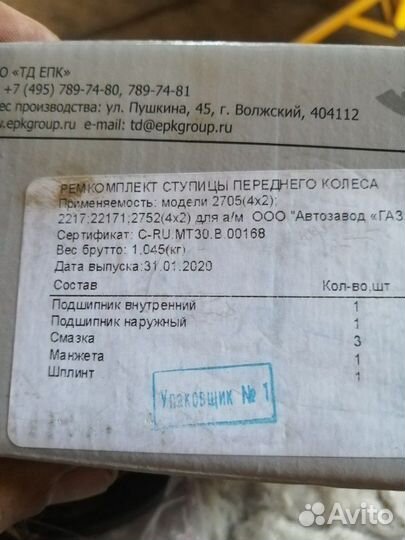 О «ТД ЕПК»
+7 (495) 789-74-80, 789-74-81
ес производства: ул. Пушкина, 45, г. Волжский, 404112
w.epkgroup.ru e-mail: td@epkgroup.ru
РЕМКОМПЛЕКТ СТУПИЦЫ ПЕРЕДНЕГО КОЛЕСА
Применяемость: модели 2705(4х2);
2217;22171;2752(4х2) для а/м ООО "Автозавод «ГАЗ
Сертификат: C-RU.МТ30.В.00168
Вес брутто: 1,045(кг)
Дата выпуска:31.01.2020
Состав Кол-во,шт
Подшипник внутренний 1
Подшипник наружный 1
Смазка 3
Манжета 1
Шплинт 1
Упаковщик № 1
Avito